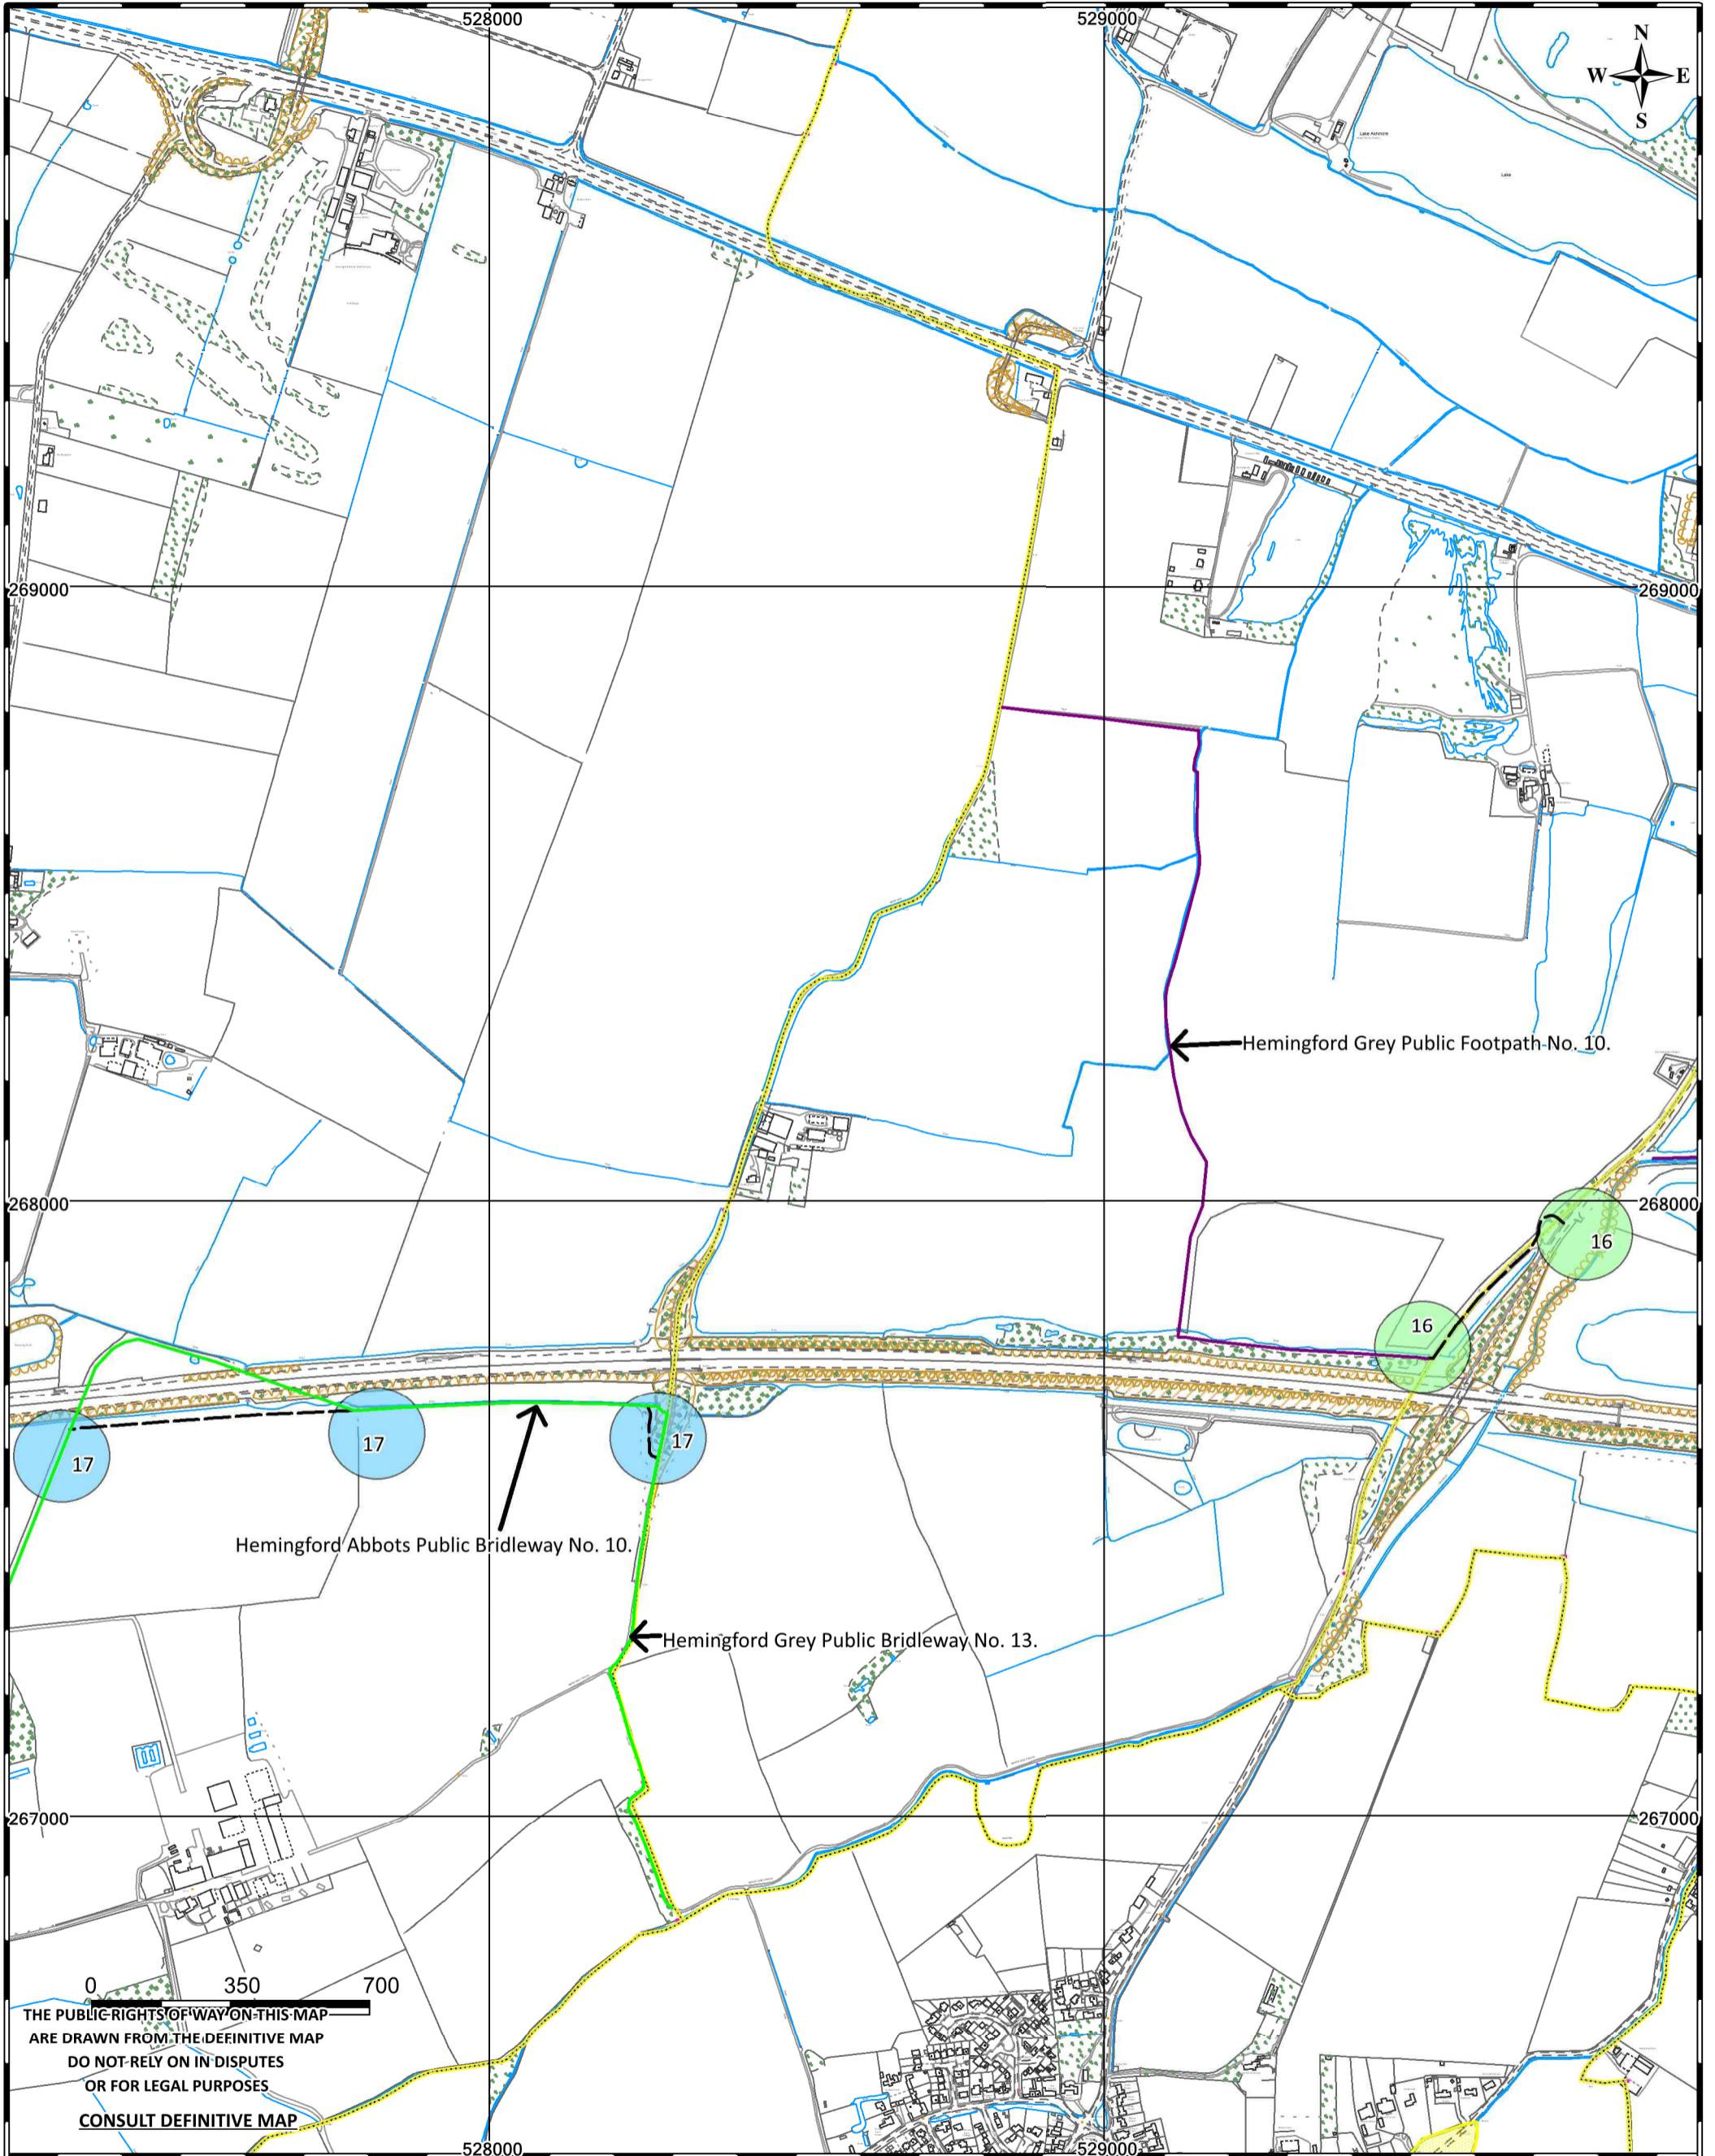 528000
529000
N
W E
S
Lake Ashmore
Lake
269000
269000
Hemingford Grey Public Footpath No. 10.
268000
268000
16
16
17
17
17
Hemingford Abbots Public Bridleway No. 10.
Hemingford Grey Public Bridleway No. 13.
267000
267000
0 350 700
THE PUBLIC RIGHTS OF WAY ON THIS MAP
ARE DRAWN FROM THE DEFINITIVE MAP
DO NOT RELY ON IN DISPUTES
OR FOR LEGAL PURPOSES
CONSULT DEFINITIVE MAP
528000
529000